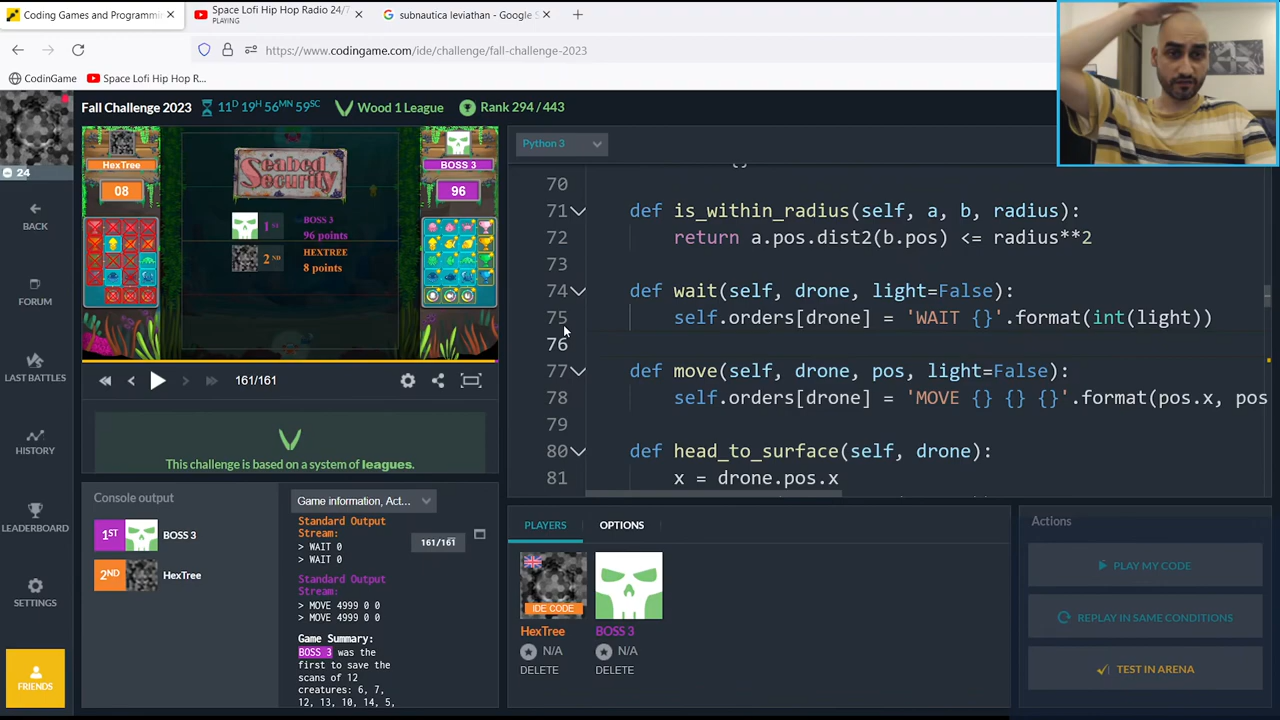 Coding Games and Programmi
Space Lofi Hip Hop Radio 24/7
PLAYING
subnautica leviathan - Google S
https://www.codingame.com/ide/challenge/fall-challenge-2023
CodinGame
Space Lofi Hip Hop R...
Fall Challenge 2023
11D 19H 56MN 59SC
Wood 1 League
Rank 294 / 443
24
BACK
FORUM
LAST BATTLES
HISTORY
LEADERBOARD
SETTINGS
FRIENDS
HexTree
08
Seabed
Security
1ST
BOSS 3
96 points
2ND
HEXTREE
8 points
BOSS 3
96
161/161
This challenge is based on a system of leagues.
Console output
1ST
BOSS 3
2ND
HexTree
Game information, Act...
Standard Output
Stream:
> WAIT 0
> WAIT 0
161/161
Standard Output
Stream:
> MOVE 4999 0 0
> MOVE 4999 0 0
Game Summary:
BOSS 3 was the
first to save the
scans of 12
creatures: 6, 7,
12, 13, 10, 14, 5,
Python 3
70
71 def is_within_radius(self, a, b, radius):
72 return a.pos.dist2(b.pos) <= radius**2
73
74 def wait(self, drone, light=False):
75 self.orders[drone] = 'WAIT {}'.format(int(light))
76
77 def move(self, drone, pos, light=False):
78 self.orders[drone] = 'MOVE {} {} {}'.format(pos.x, pos
79
80 def head_to_surface(self, drone):
81 x = drone.pos.x
PLAYERS
OPTIONS
IDE CODE
HexTree
N/A
DELETE
BOSS 3
N/A
DELETE
Actions
PLAY MY CODE
REPLAY IN SAME CONDITIONS
TEST IN ARENA